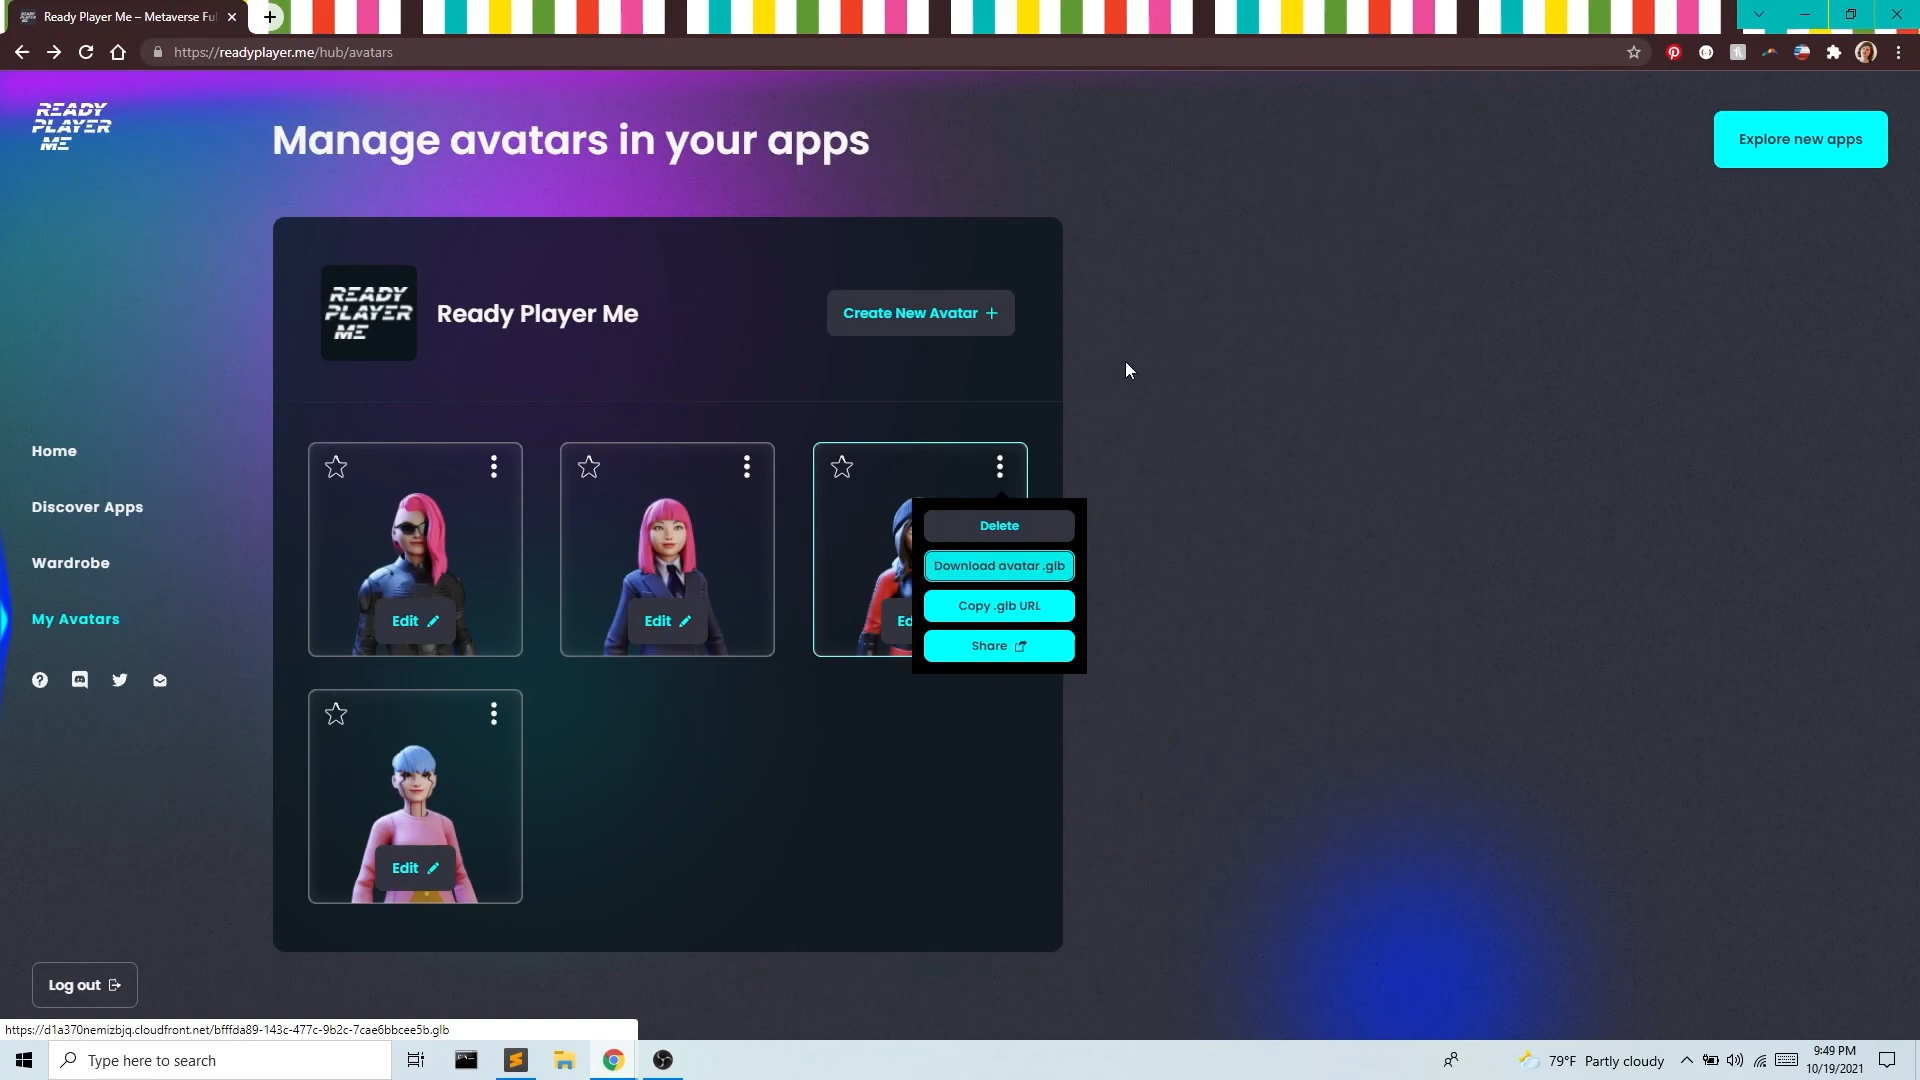 Ready Player Me – Metaverse Ful
https://readyplayer.me/hub/avatars
READY
PLAYER
ME
Manage avatars in your apps
Explore new apps
READY
PLAYER
ME
Ready Player Me
Create New Avatar +
Home
Discover Apps
Wardrobe
My Avatars
Edit
Edit
Ed
Delete
Download avatar .glb
Copy .glb URL
Share
Edit
Log out
https://d1a370nemizbjq.cloudfront.net/bfffda89-143c-477c-9b2c-7cae6bbcee5b.glb
Type here to search
79°F Partly cloudy
9:49 PM
10/19/2021